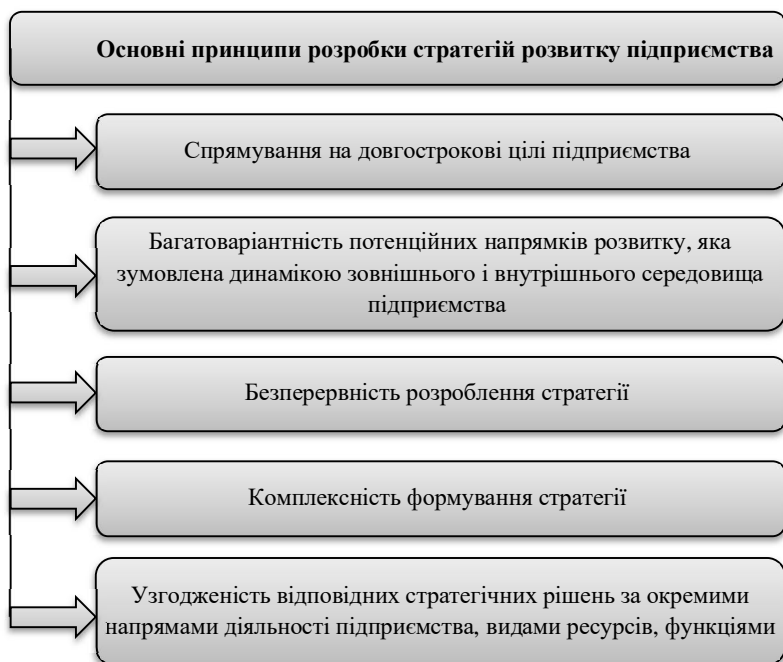 Основні принципи розробки стратегій розвитку підприємства
Спрямування на довгострокові цілі підприємства
Багатоваріантність потенційних напрямків розвитку, яка
зумовлена динамікою зовнішнього і внутрішнього середовища
підприємства
Безперервність розроблення стратегії
Комплексність формування стратегії
Узгодженість відповідних стратегічних рішень за окремими
напрямами діяльності підприємства, видами ресурсів, функціями